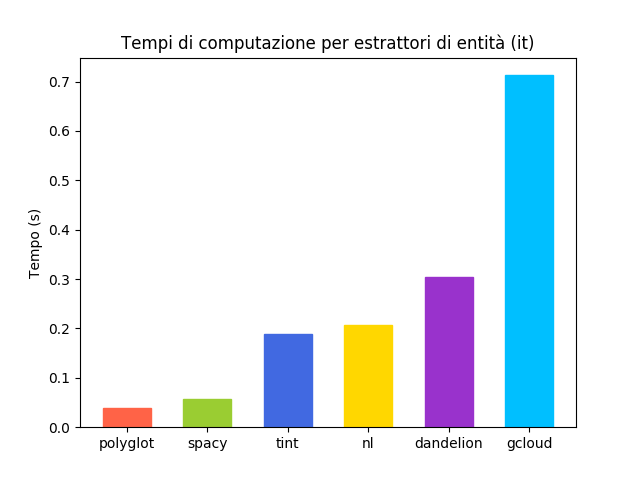 Tempi di computazione per estrattori di entità (it)
Tempo (s)
0.7
0.6
0.5
0.4
0.3
0.2
0.1
0.0
polyglot spacy tint nl dandelion gcloud